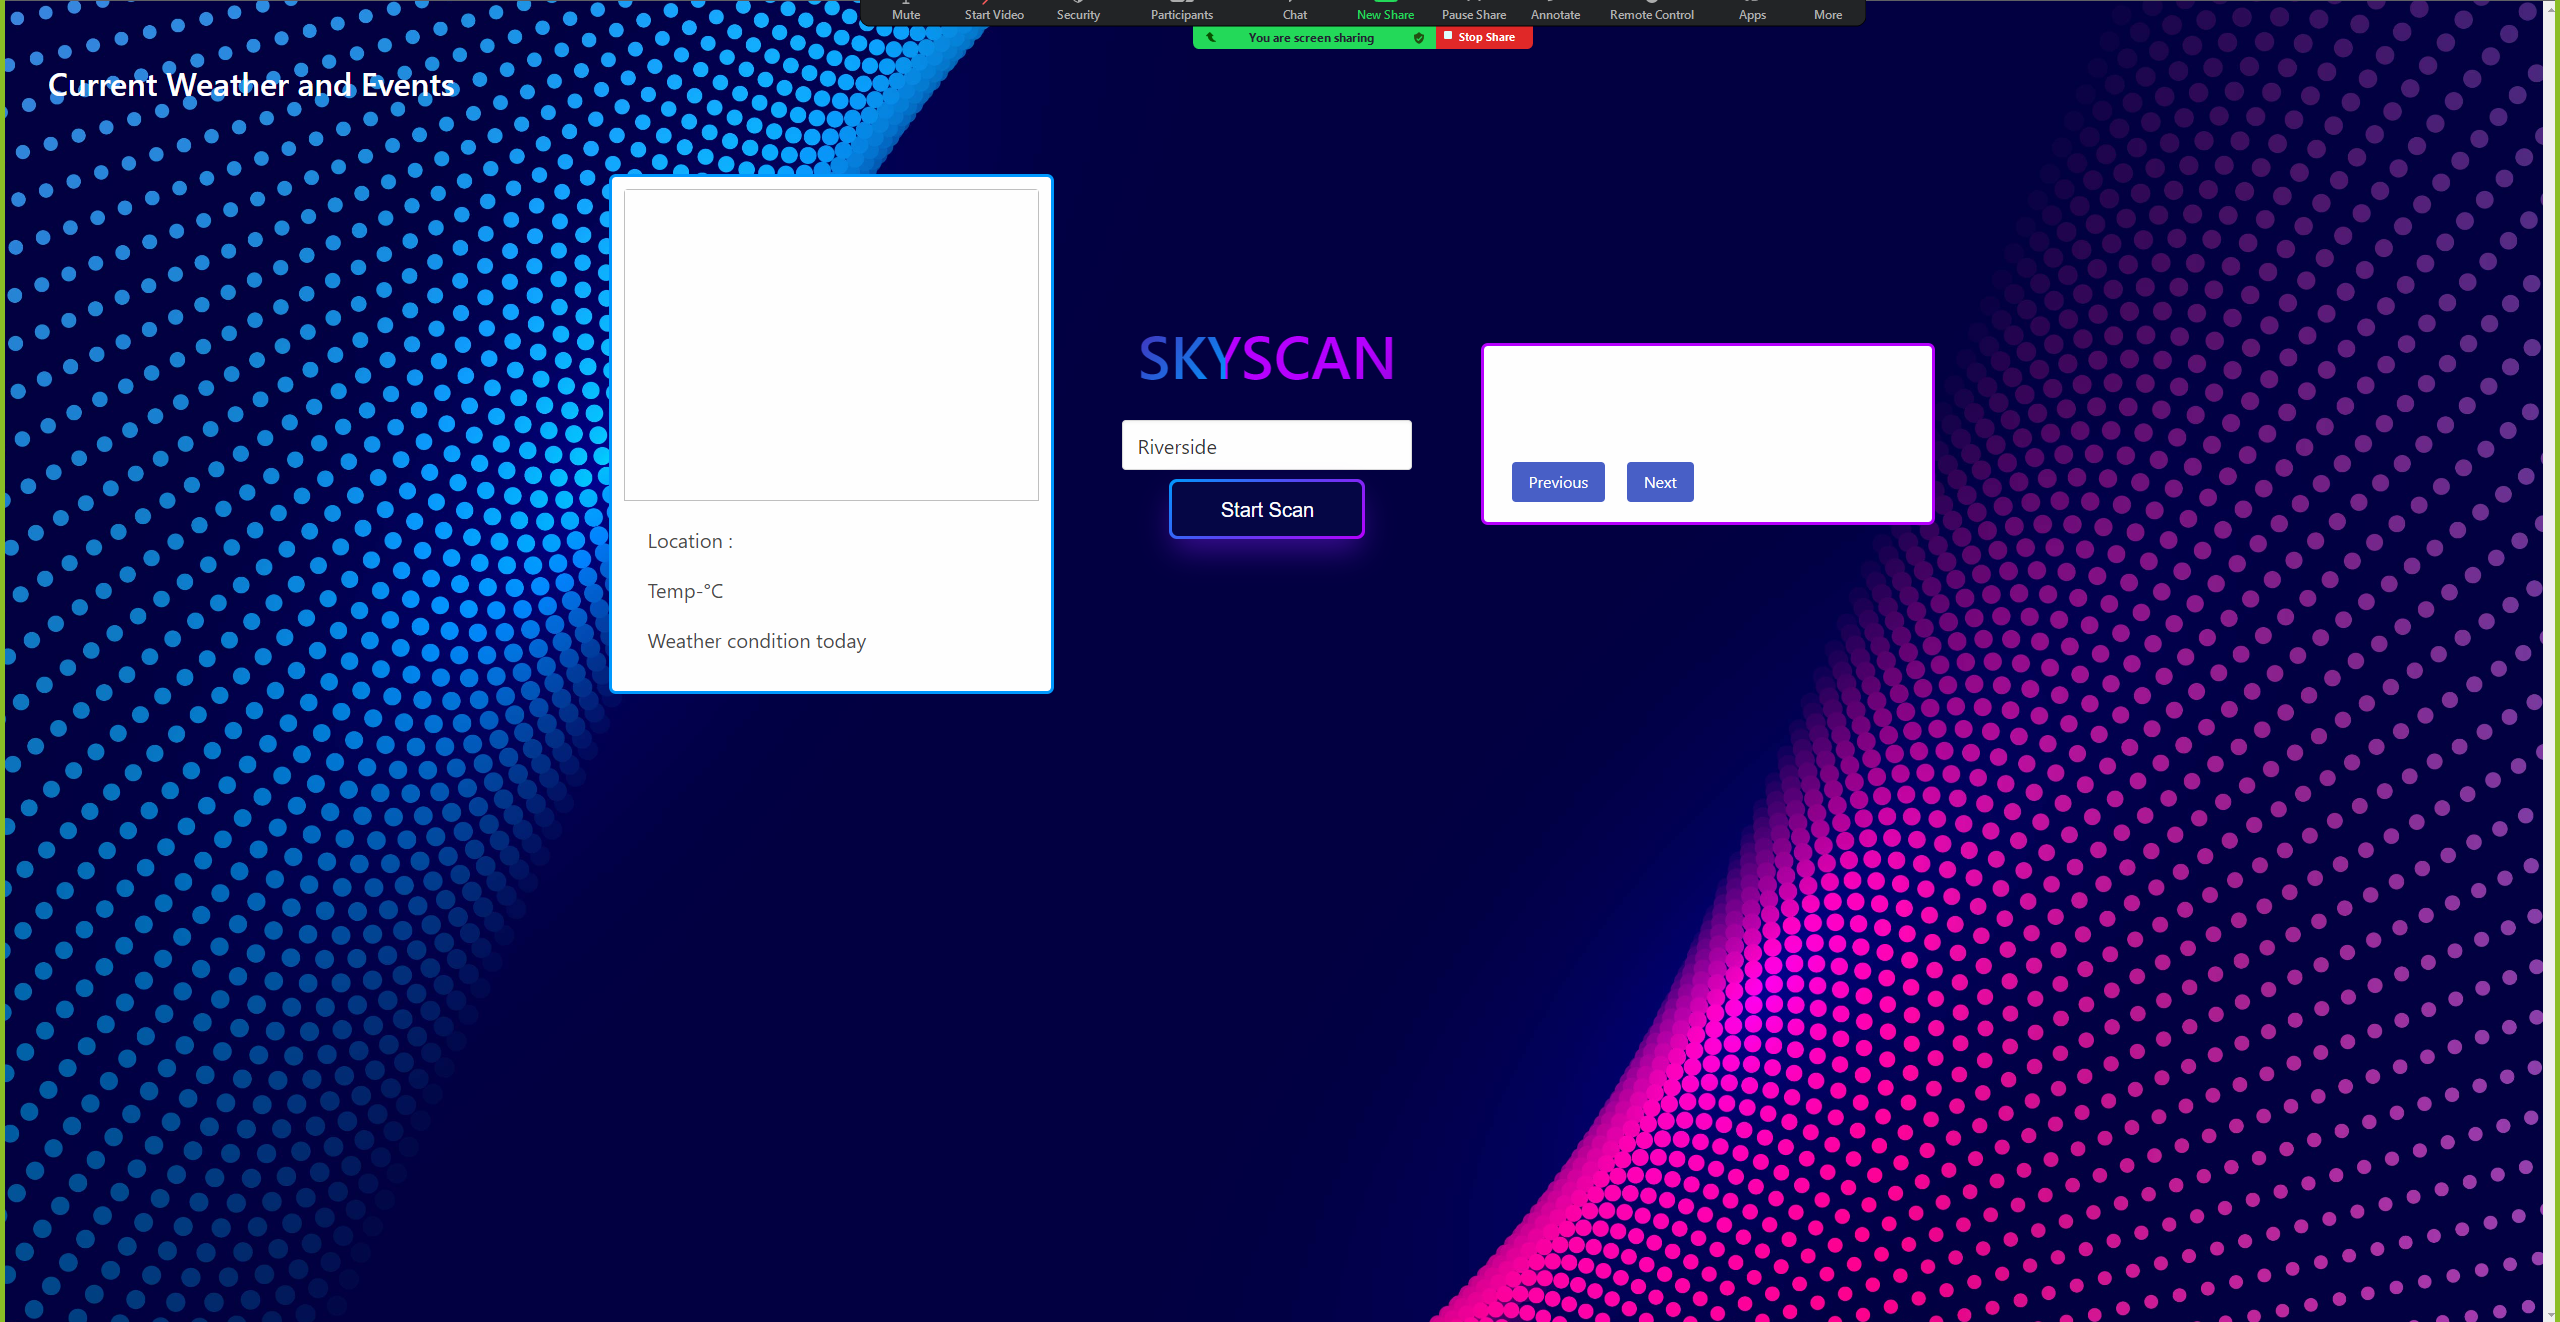 Mute Start Video Security Participants Chat New Share Pause Share Annotate Remote Control Apps More
You are screen sharing Stop Share
Current Weather and Events
SKYSCAN
Riverside
Start Scan
Location :
Temp-°C
Weather condition today
Previous Next